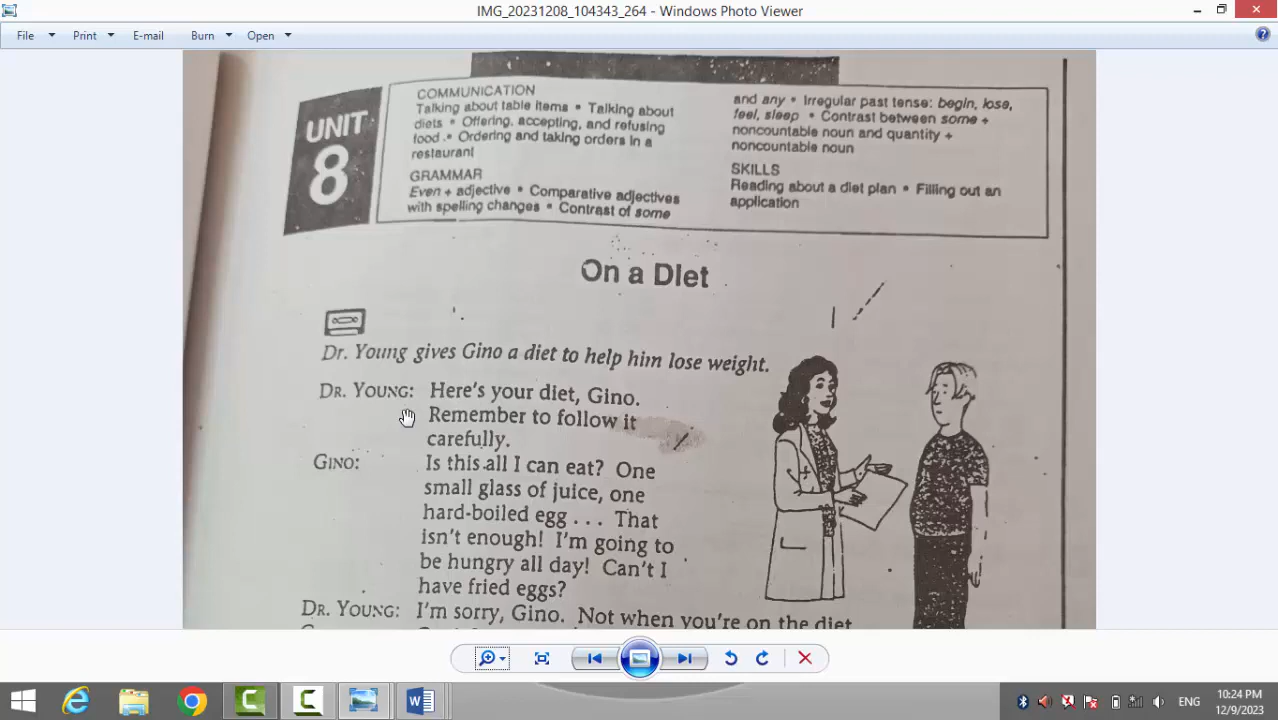 IMG_20231208_104343_264 - Windows Photo Viewer
File Print E-mail Burn Open
UNIT
8
COMMUNICATION
Talking about table items • Talking about
diets • Offering, accepting, and refusing
food • Ordering and taking orders in a
restaurant
GRAMMAR
Even + adjective • Comparative adjectives
with spelling changes • Contrast of some
and any • Irregular past tense: begin, lose,
feel, sleep • Contrast between some +
noncountable noun and quantity +
noncountable noun
SKILLS
Reading about a diet plan • Filling out an
application
On a Diet
Dr. Young gives Gino a diet to help him lose weight.
DR. YOUNG: Here's your diet, Gino.
Remember to follow it
carefully.
GINO: Is this all I can eat? One
small glass of juice, one
hard-boiled egg . . . That
isn't enough! I'm going to
be hungry all day! Can't I
have fried eggs?
DR. YOUNG: I'm sorry, Gino. Not when you're on the diet
ENG
10:24 PM
12/9/2023